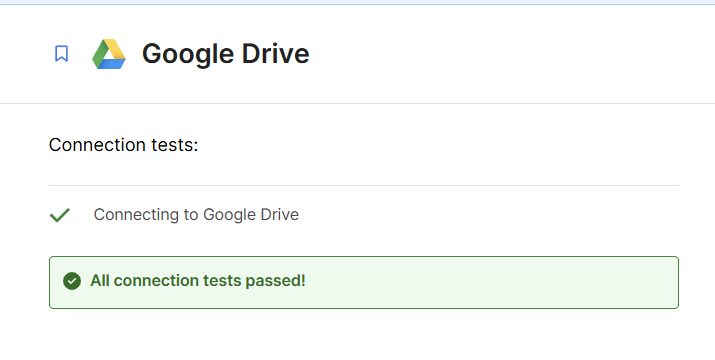 Google Drive
Connection tests:
Connecting to Google Drive
All connection tests passed!